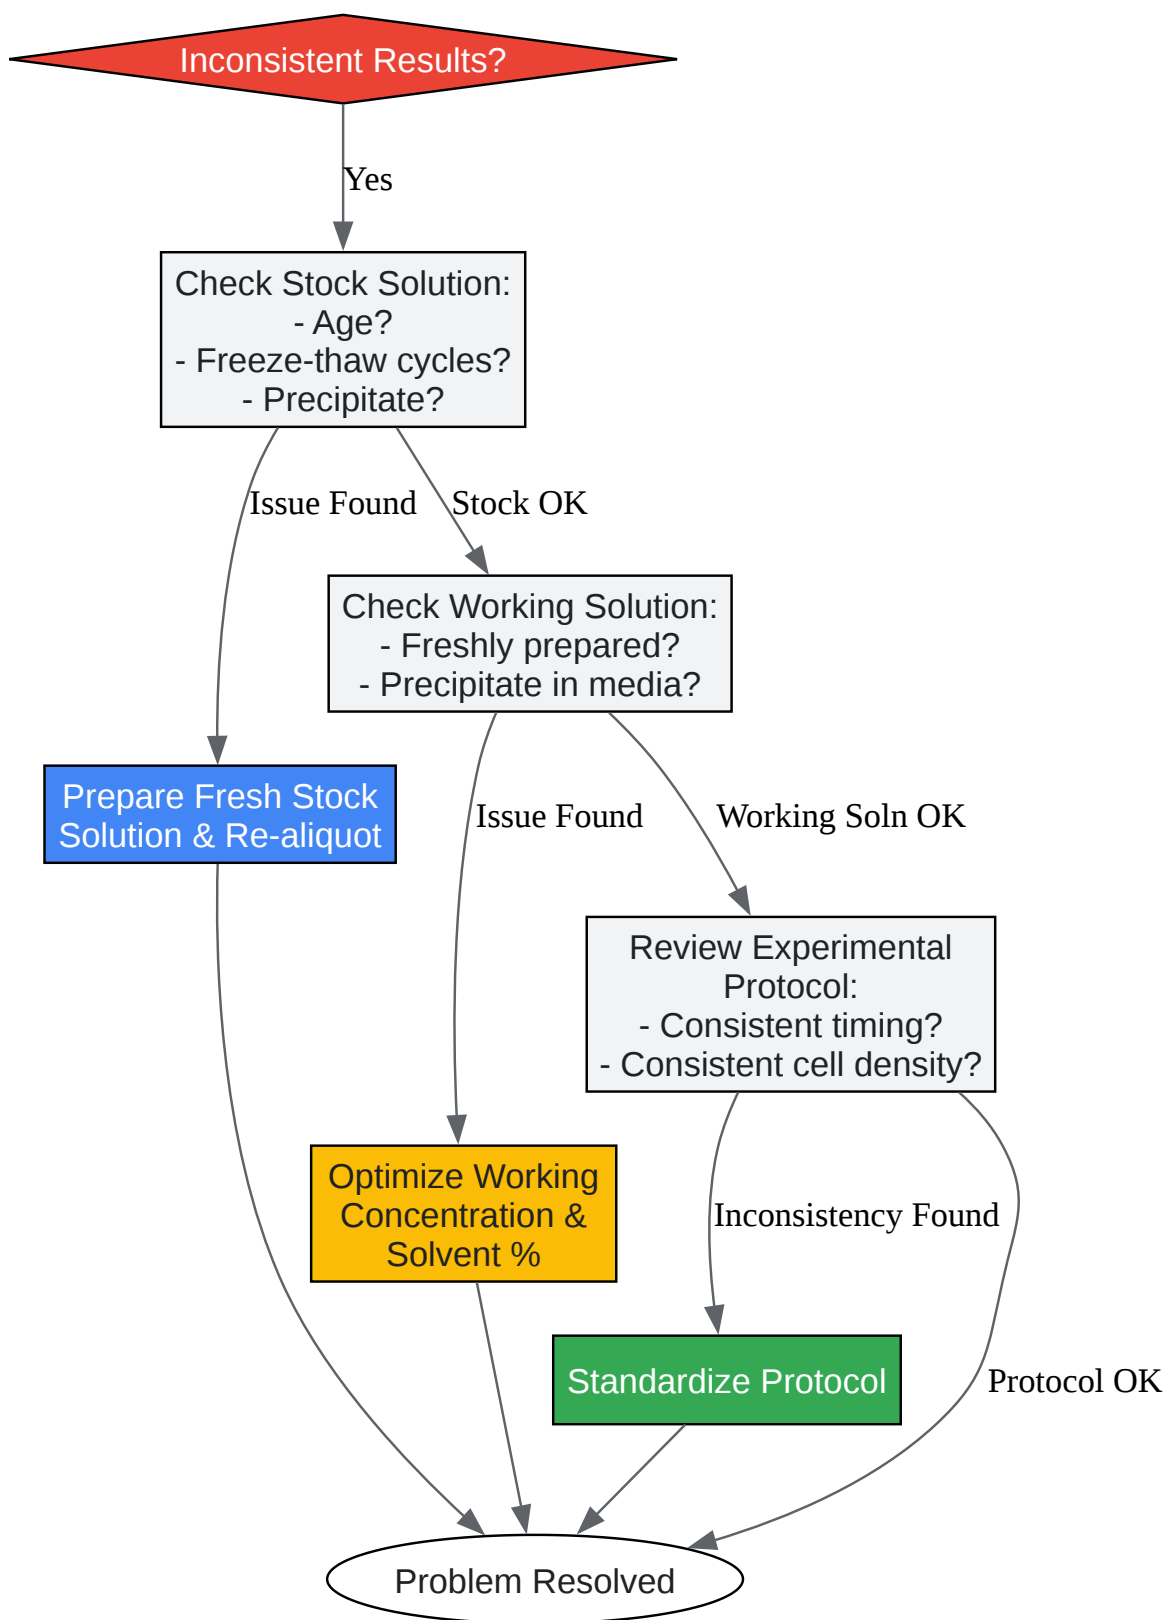 Inconsistent Results?
Yes
Check Stock Solution:
- Age?
- Freeze-thaw cycles?
- Precipitate?
Issue Found
Stock OK
Check Working Solution:
- Freshly prepared?
- Precipitate in media?
Prepare Fresh Stock
Solution & Re-aliquot
Issue Found
Working Soln OK
Review Experimental
Protocol:
- Consistent timing?
- Consistent cell density?
Optimize Working
Concentration &
Solvent %
Inconsistency Found
Standardize Protocol
Protocol OK
Problem Resolved